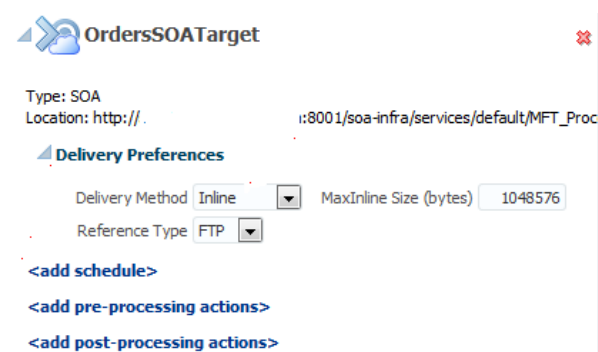 OrdersSOATarget
Type: SOA
Location: http:// :8001/soa-infra/services/default/MFT_Proc
Delivery Preferences
Delivery Method Inline MaxInline Size (bytes) 1048576
Reference Type FTP
<add schedule>
<add pre-processing actions>
<add post-processing actions>